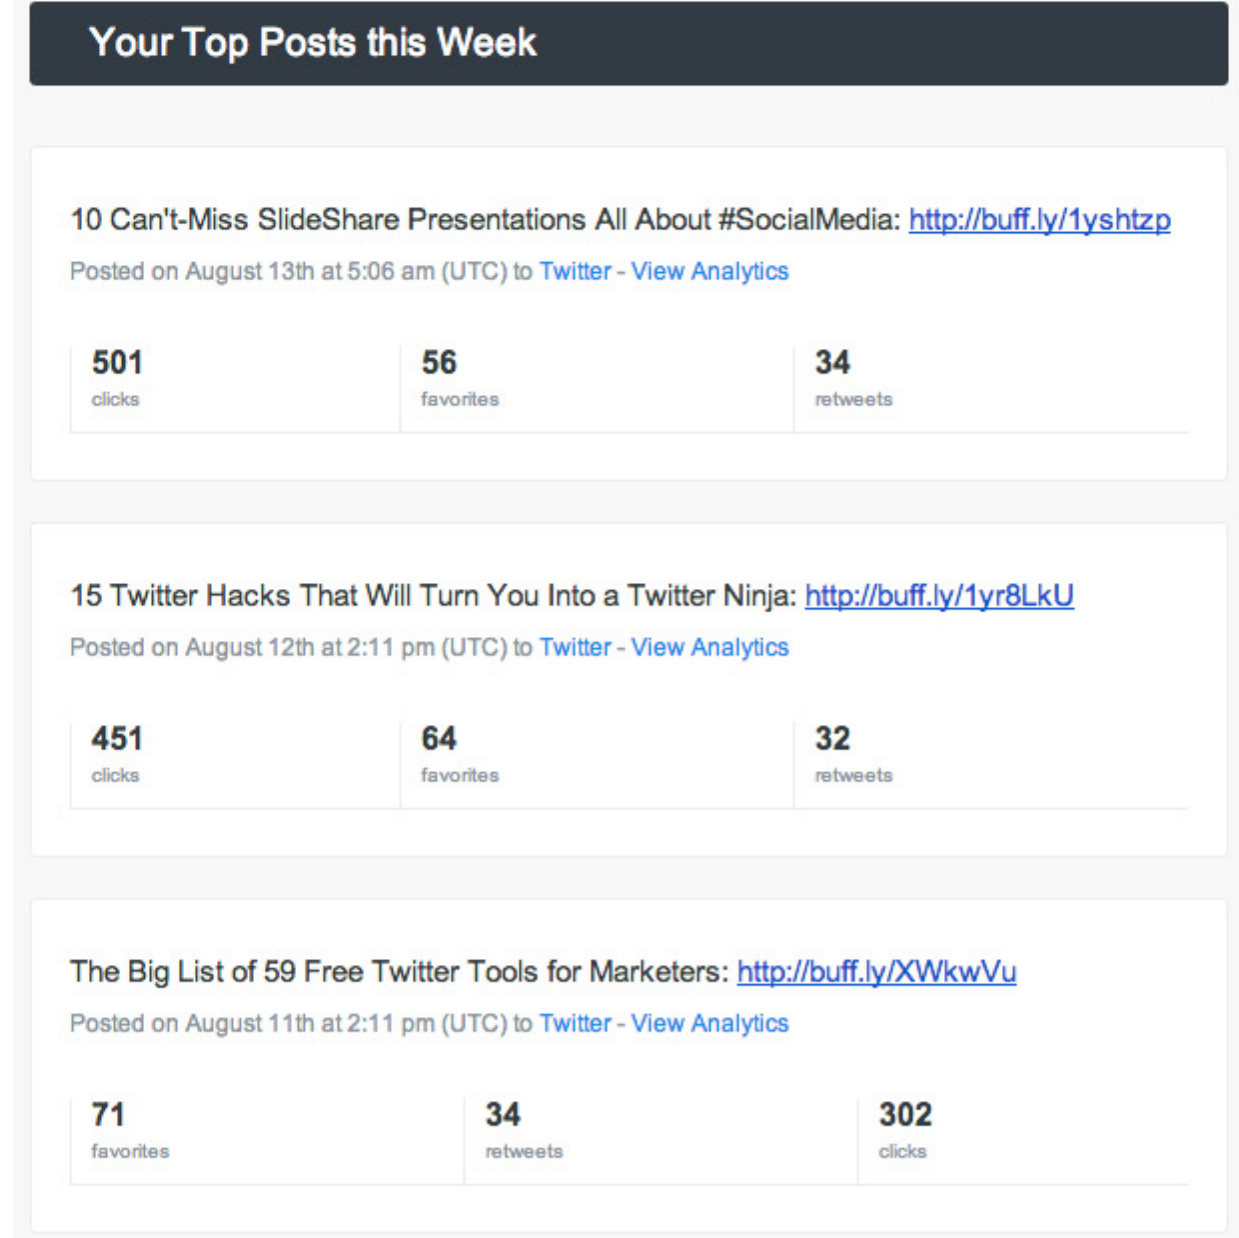 Your Top Posts this Week
10 Can't-Miss SlideShare Presentations All About #SocialMedia: http://buff.ly/1yshtzp
Posted on August 13th at 5:06 am (UTC) to Twitter - View Analytics
501 56 34
clicks favorites retweets
15 Twitter Hacks That Will Turn You Into a Twitter Ninja: http://buff.ly/1yr8LkU
Posted on August 12th at 2:11 pm (UTC) to Twitter - View Analytics
451 64 32
clicks favorites retweets
The Big List of 59 Free Twitter Tools for Marketers: http://buff.ly/XWkwVu
Posted on August 11th at 2:11 pm (UTC) to Twitter - View Analytics
71 34 302
favorites retweets clicks